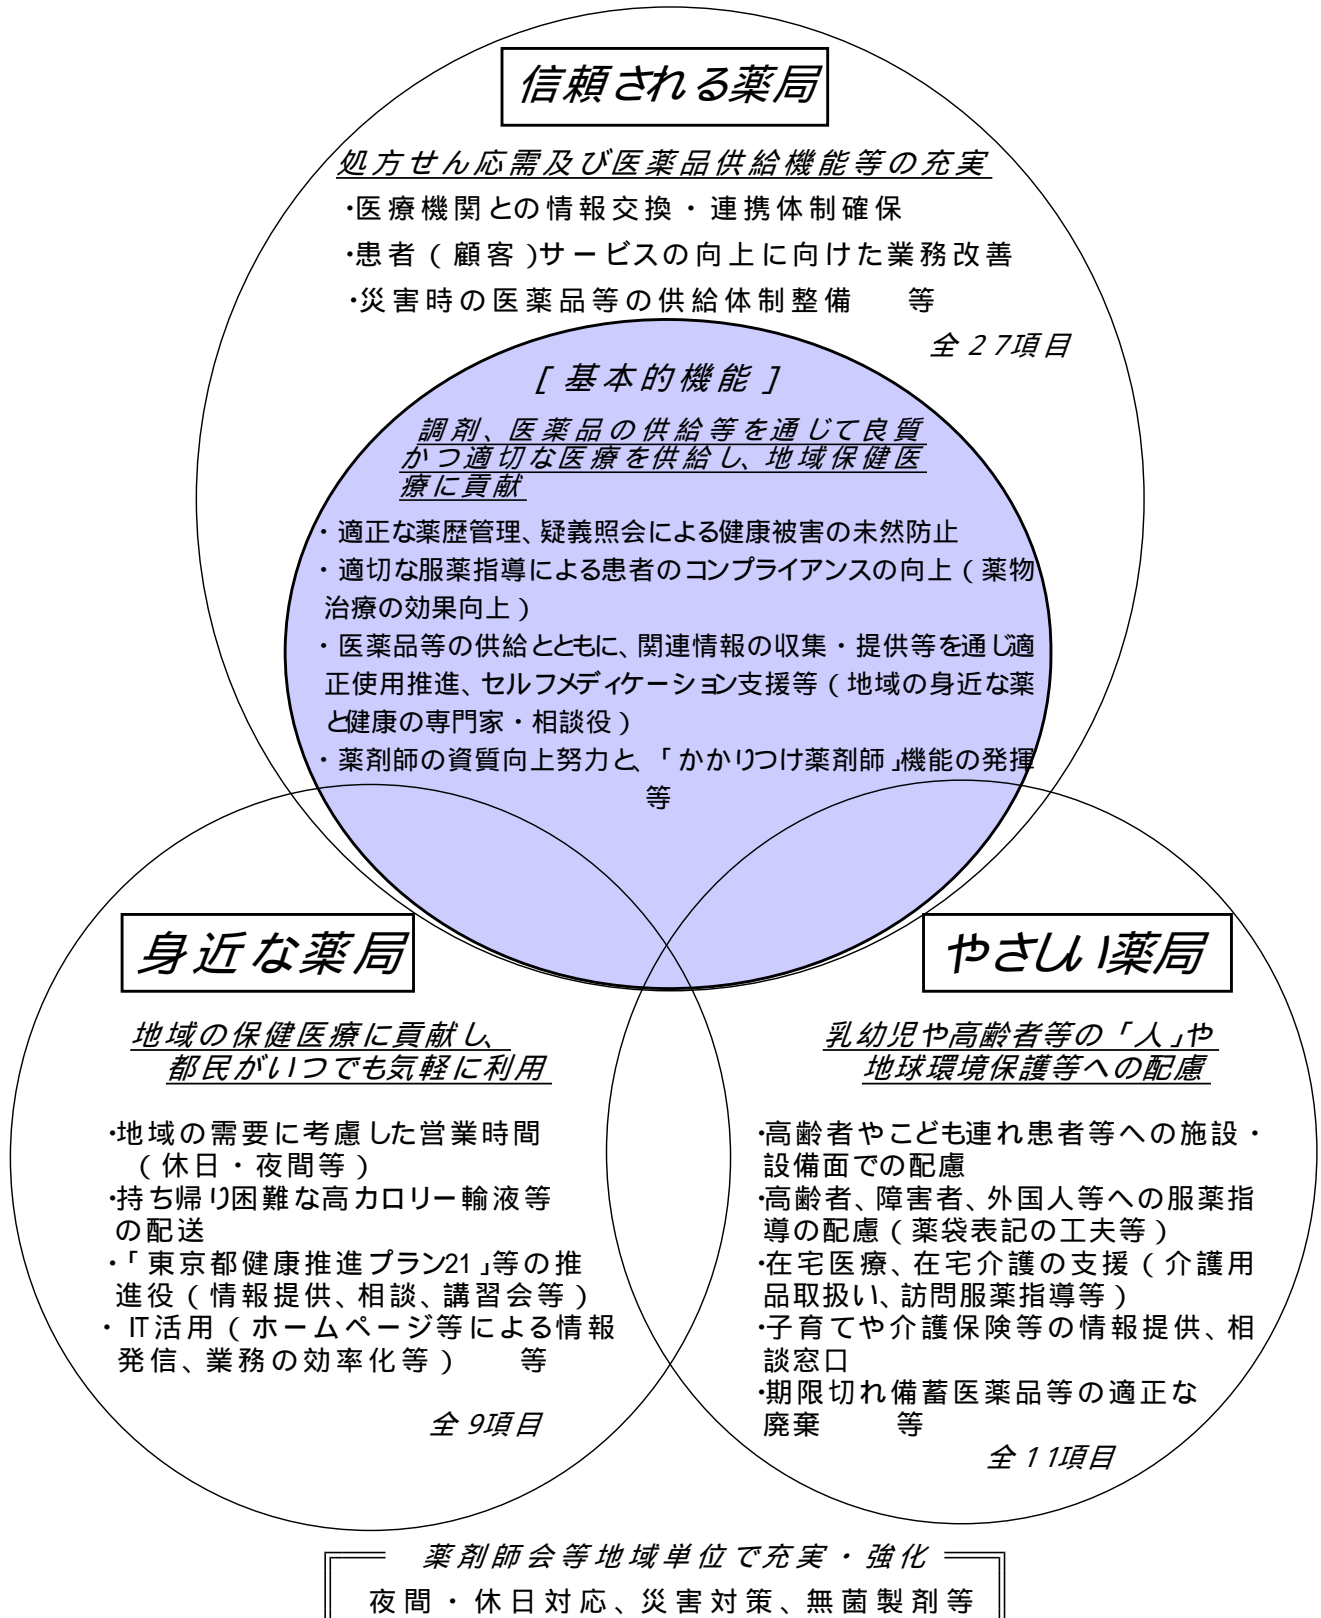 信頼される薬局
処方せん応需及び医薬品供給機能等の充実
・医療機関との情報交換・連携体制確保
・患者（顧客）サービスの向上に向けた業務改善
・災害時の医薬品等の供給体制整備　等
全27項目
[基本的機能]
調剤、医薬品の供給等を通じて良質
かつ適切な医療を供給し、地域保健医
療に貢献
・適正な薬歴管理、疑義照会による健康被害の未然防止
・適切な服薬指導による患者のコンプライアンスの向上（薬物
治療の効果向上）
・医薬品等の供給とともに、関連情報の収集・提供等を通じ適
正使用推進、セルフメディケーション支援等（地域の身近な薬
と健康の専門家・相談役）
・薬剤師の資質向上努力と、「かかりつけ薬剤師」機能の発揮
等
身近な薬局
地域の保健医療に貢献し、
都民がいつでも気軽に利用
・地域の需要に考慮した営業時間
（休日・夜間等）
・持ち帰り困難な高カロリー輸液等
の配送
・「東京都健康推進プラン21」等の推
進役（情報提供、相談、講習会等）
・IT活用（ホームページ等による情報
発信、業務の効率化等）　等
全9項目
やさしい薬局
乳幼児や高齢者等の「人」や
地球環境保護等への配慮
・高齢者やこども連れ患者等への施設・
設備面での配慮
・高齢者、障害者、外国人等への服薬指
導の配慮（薬袋表記の工夫等）
・在宅医療、在宅介護の支援（介護用
品取扱い、訪問服薬指導等）
・子育てや介護保険等の情報提供、相
談窓口
・期限切れ備蓄医薬品等の適正な
廃棄　等
全11項目
薬剤師会等地域単位で充実・強化
夜間・休日対応、災害対策、無菌製剤等